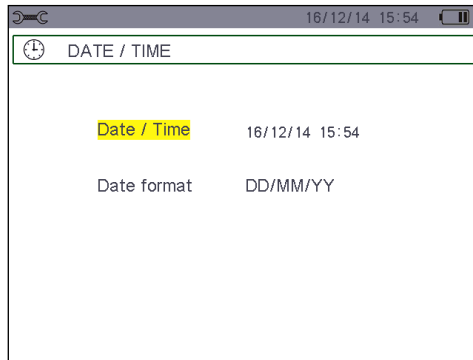 16/12/14 15:54
DATE / TIME
Date / Time 16/12/14 15:54
Date format DD/MM/YY